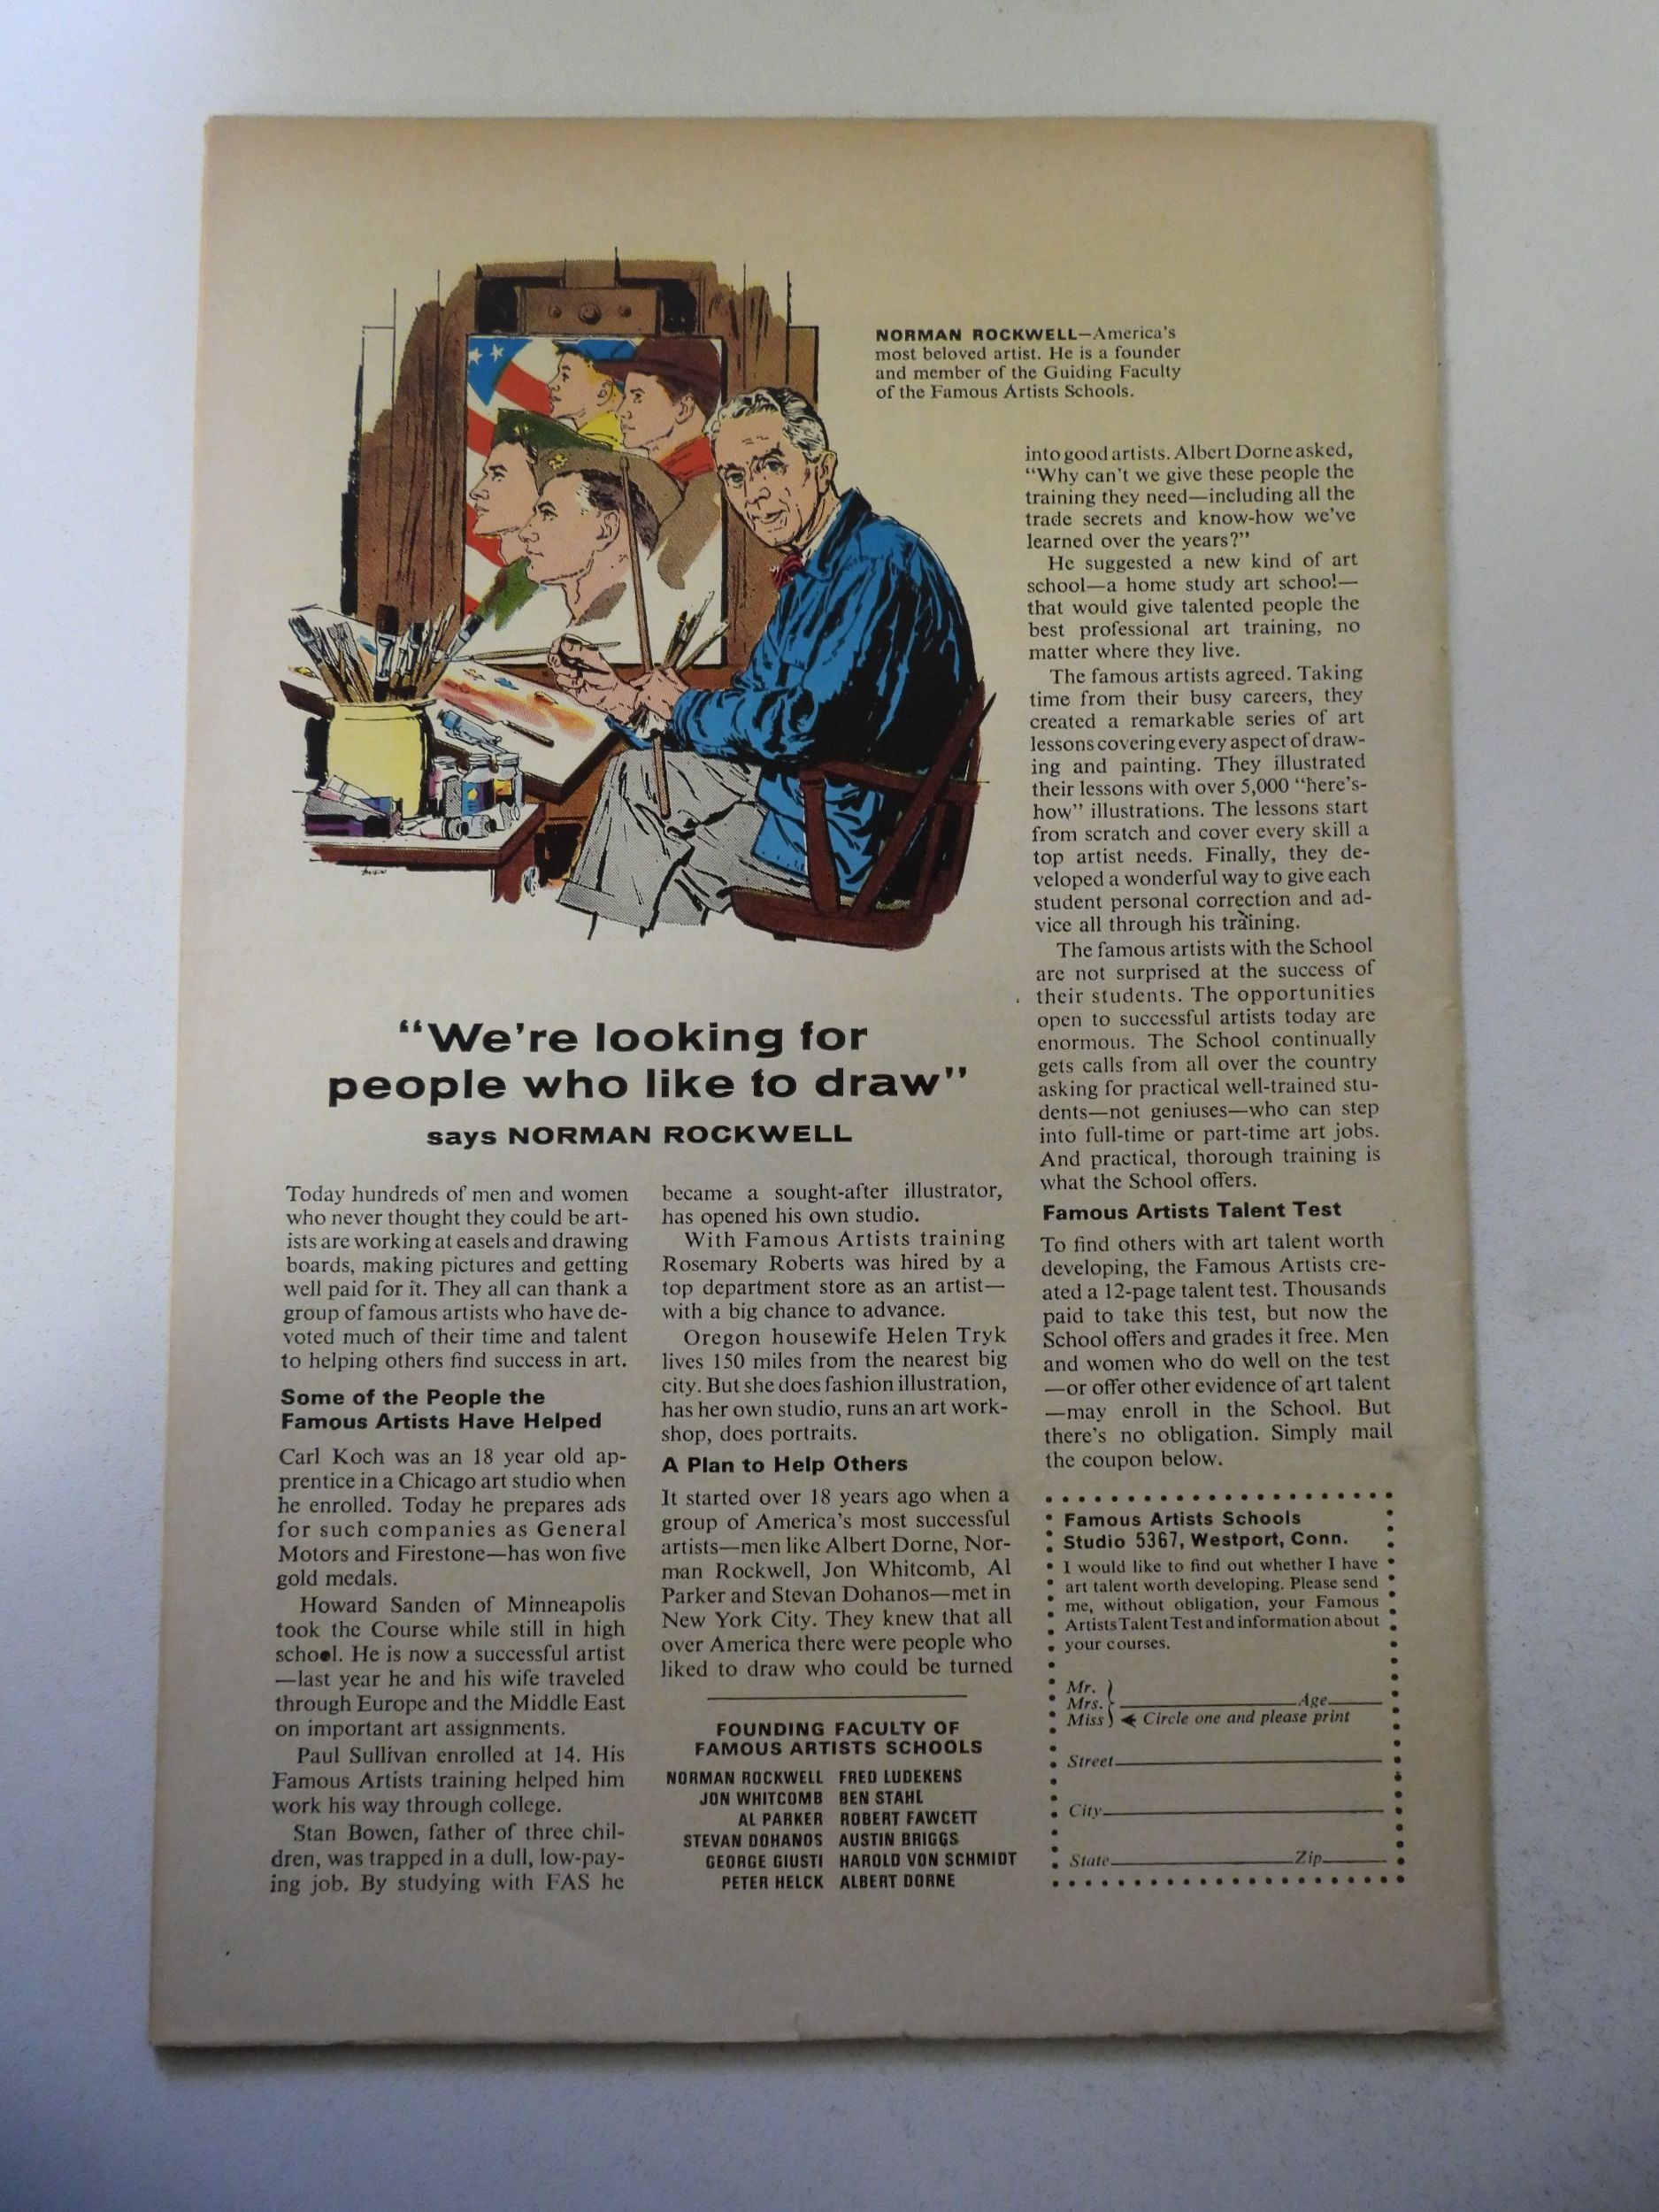 NORMAN ROCKWELL—America's
most beloved artist. He is a founder
and member of the Guiding Faculty
of the Famous Artists Schools.
"We're looking for
people who like to draw"
says NORMAN ROCKWELL
Today hundreds of men and women
who never thought they could be art-
ists are working at easels and drawing
boards, making pictures and getting
well paid for it. They all can thank a
group of famous artists who have de-
voted much of their time and talent
to helping others find success in art.
Some of the People the
Famous Artists Have Helped
Carl Koch was an 18 year old ap-
prentice in a Chicago art studio when
he enrolled. Today he prepares ads
for such companies as General
Motors and Firestone—has won five
gold medals.
Howard Sanden of Minneapolis
took the Course while still in high
school. He is now a successful artist
—last year he and his wife traveled
through Europe and the Middle East
on important art assignments.
Paul Sullivan enrolled at 14. His
Famous Artists training helped him
work his way through college.
Stan Bowen, father of three chil-
dren, was trapped in a dull, low-pay-
ing job. By studying with FAS he
became a sought-after illustrator,
has opened his own studio.
With Famous Artists training
Rosemary Roberts was hired by a
top department store as an artist—
with a big chance to advance.
Oregon housewife Helen Tryk
lives 150 miles from the nearest big
city. But she does fashion illustration,
has her own studio, runs an art work-
shop, does portraits.
A Plan to Help Others
It started over 18 years ago when a
group of America's most successful
artists—men like Albert Dorne, Nor-
man Rockwell, Jon Whitcomb, Al
Parker and Stevan Dohanos—met in
New York City. They knew that all
over America there were people who
liked to draw who could be turned
FOUNDING FACULTY OF
FAMOUS ARTISTS SCHOOLS
NORMAN ROCKWELL FRED LUDEKENS
JON WHITCOMB BEN STAHL
AL PARKER ROBERT FAWCETT
STEVAN DOHANOS AUSTIN BRIGGS
GEORGE GIUSTI HAROLD VON SCHMIDT
PETER HELCK ALBERT DORNE
into good artists. Albert Dorne asked,
"Why can't we give these people the
training they need—including all the
trade secrets and know-how we've
learned over the years?"
He suggested a new kind of art
school—a home study art school—
that would give talented people the
best professional art training, no
matter where they live.
The famous artists agreed. Taking
time from their busy careers, they
created a remarkable series of art
lessons covering every aspect of draw-
ing and painting. They illustrated
their lessons with over 5,000 "here's-
how" illustrations. The lessons start
from scratch and cover every skill a
top artist needs. Finally, they de-
veloped a wonderful way to give each
student personal correction and ad-
vice all through his training.
The famous artists with the School
are not surprised at the success of
their students. The opportunities
open to successful artists today are
enormous. The School continually
gets calls from all over the country
asking for practical well-trained stu-
dents—not geniuses—who can step
into full-time or part-time art jobs.
And practical, thorough training is
what the School offers.
Famous Artists Talent Test
To find others with art talent worth
developing, the Famous Artists cre-
ated a 12-page talent test. Thousands
paid to take this test, but now the
School offers and grades it free. Men
and women who do well on the test
—or offer other evidence of art talent
—may enroll in the School. But
there's no obligation. Simply mail
the coupon below.
Famous Artists Schools
Studio 5367, Westport, Conn.
I would like to find out whether I have
art talent worth developing. Please send
me, without obligation, your Famous
Artists Talent Test and information about
your courses.
Mr.
Mrs. Age
Miss Circle one and please print
Street
City
State Zip